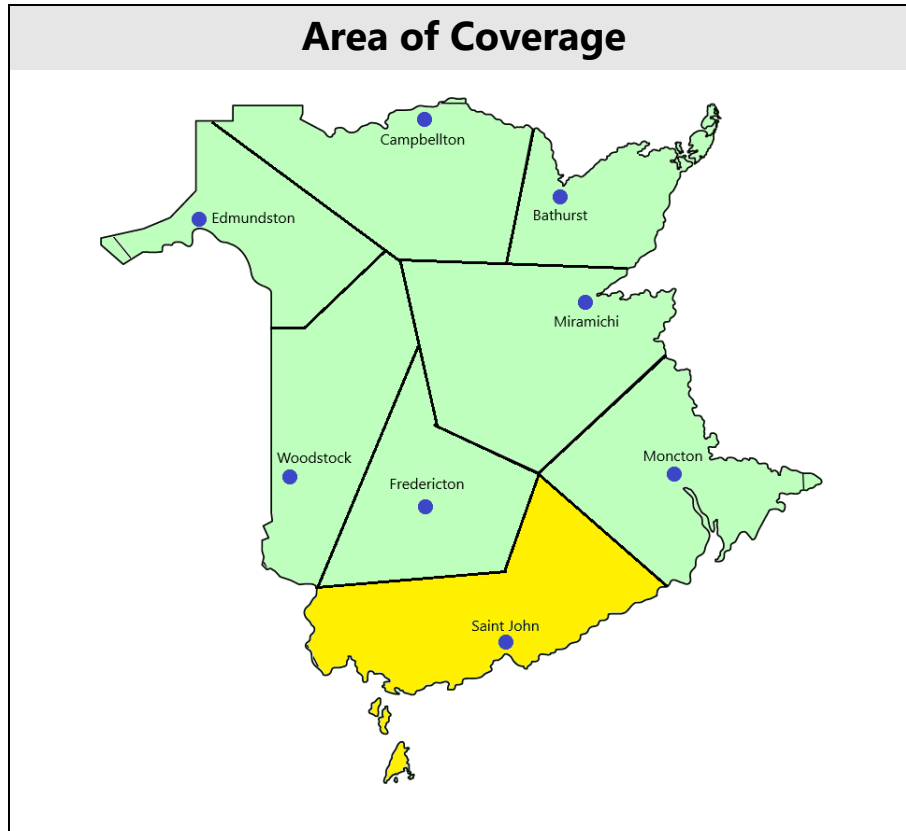 Area of Coverage
Campbellton
Bathurst
Edmundston
Miramichi
Woodstock
Moncton
Fredericton
Saint John